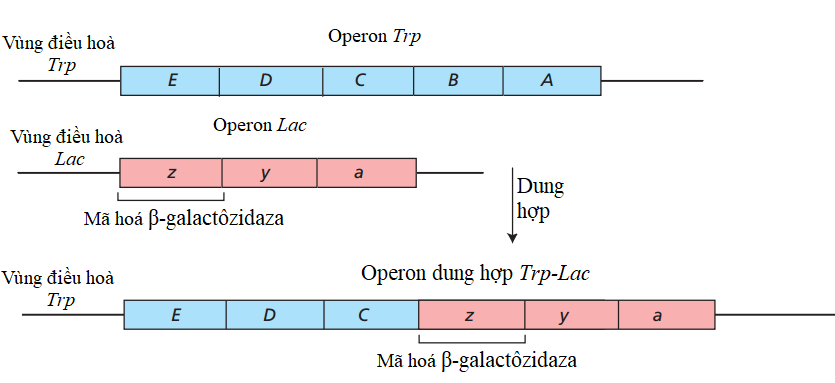 Vùng điều hoà
Trp
Operon Trp
E D C B A
Vùng điều hoà
Lac
Operon Lac
z y a
Mã hoá β-galactôzidaza
Dung
hợp
Vùng điều hoà
Trp
Operon dung hợp Trp-Lac
E D C z y a
Mã hoá β-galactôzidaza